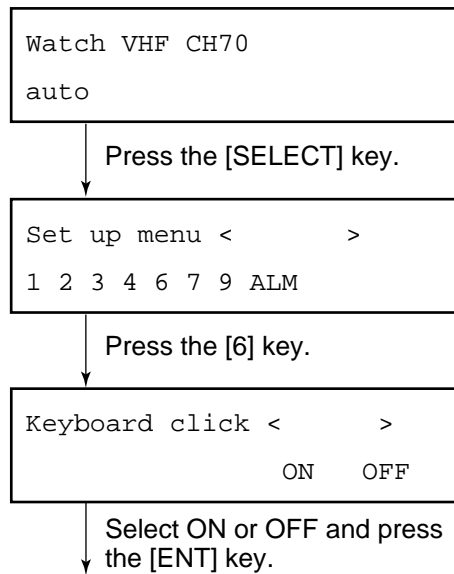 Watch VHF CH70
auto
Press the [SELECT] key.
Set up menu < >
1 2 3 4 6 7 9 ALM
Press the [6] key.
Keyboard click < >
ON OFF
Select ON or OFF and press
the [ENT] key.